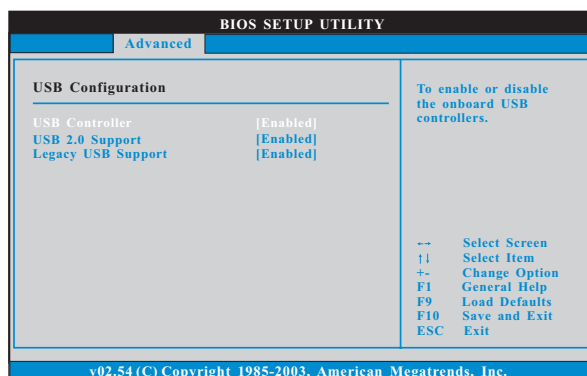 BIOS SETUP UTILITY
Advanced
USB Configuration
USB Controller [Enabled]
USB 2.0 Support [Enabled]
Legacy USB Support [Enabled]
To enable or disable
the onboard USB
controllers.
←→ Select Screen
↑↓ Select Item
+- Change Option
F1 General Help
F9 Load Defaults
F10 Save and Exit
ESC Exit
v02.54 (C) Copyright 1985-2003, American Megatrends, Inc.